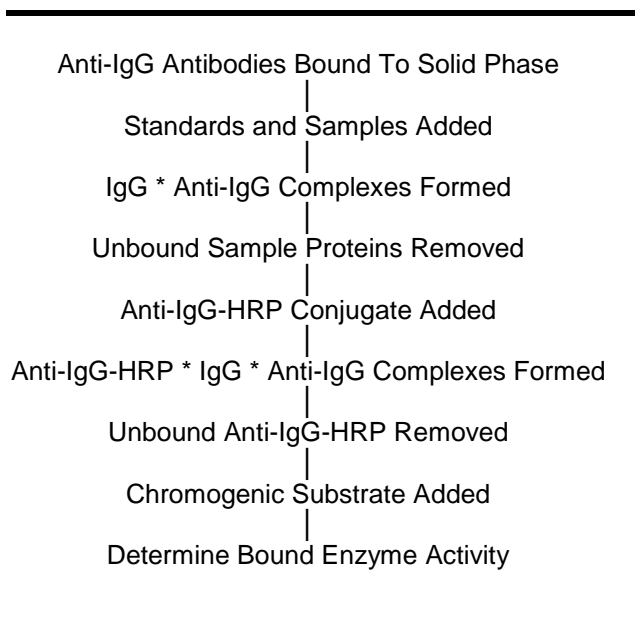 Anti-IgG Antibodies Bound To Solid Phase
Standards and Samples Added
IgG * Anti-IgG Complexes Formed
Unbound Sample Proteins Removed
Anti-IgG-HRP Conjugate Added
Anti-IgG-HRP * IgG * Anti-IgG Complexes Formed
Unbound Anti-IgG-HRP Removed
Chromogenic Substrate Added
Determine Bound Enzyme Activity